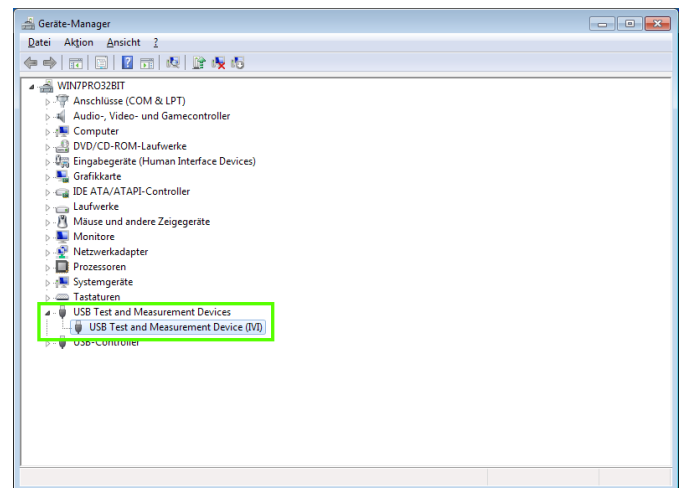 Geräte-Manager
Datei Aktion Ansicht ?
WIN7PRO32BIT
Anschlüsse (COM & LPT)
Audio-, Video- und Gamecontroller
Computer
DVD/CD-ROM-Laufwerke
Eingabegeräte (Human Interface Devices)
Grafikkarte
IDE ATA/ATAPI-Controller
Laufwerke
Mäuse und andere Zeigegeräte
Monitore
Netzwerkadapter
Prozessoren
Systemgeräte
Tastaturen
USB Test and Measurement Devices
USB Test and Measurement Device (IVI)
USB-Controller